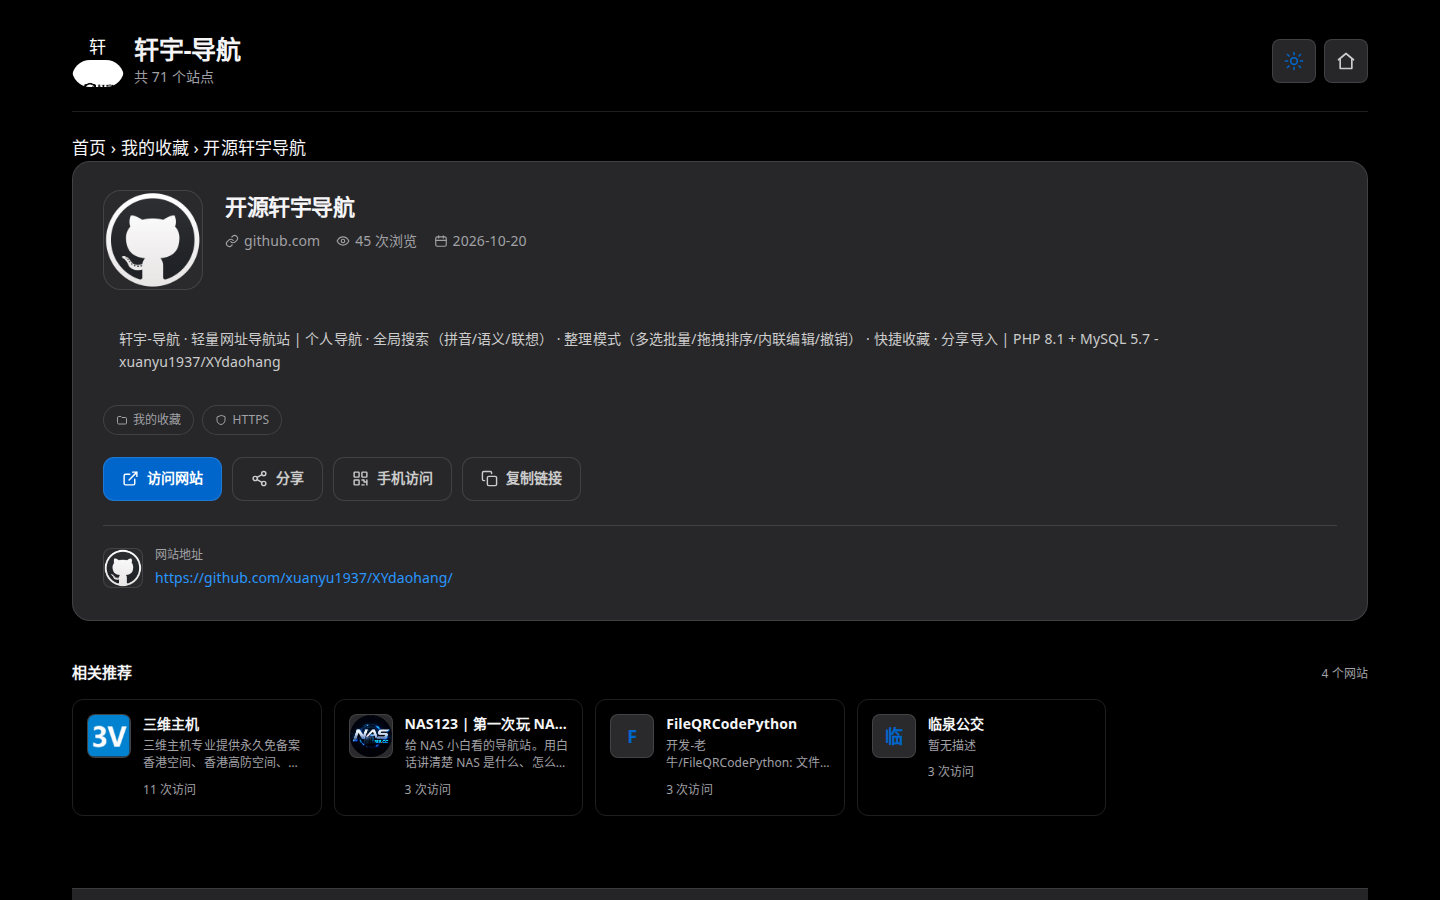 轩
轩宇-导航
共 71 个站点
首页 › 我的收藏 › 开源轩宇导航
开源轩宇导航
github.com 45 次浏览 2026-10-20
轩宇-导航 · 轻量网址导航站 | 个人导航 · 全局搜索（拼音/语义/联想） · 整理模式（多选批量/拖拽排序/内联编辑/撤销） · 快捷收藏 · 分享导入 | PHP 8.1 + MySQL 5.7 -
xuanyu1937/XYdaohang
我的收藏 HTTPS
访问网站 分享 手机访问 复制链接
网站地址
https://github.com/xuanyu1937/XYdaohang/
相关推荐 4 个网站
3V
三维主机
三维主机专业提供永久免备案
香港空间、香港高防空间、...
11 次访问
NAS
NAS123 | 第一次玩 NA...
给 NAS 小白看的导航站。用白
话讲清楚 NAS 是什么、怎么...
3 次访问
F
FileQRCodePython
开发-老
牛/FileQRCodePython: 文件...
3 次访问
临
临泉公交
暂无描述
3 次访问